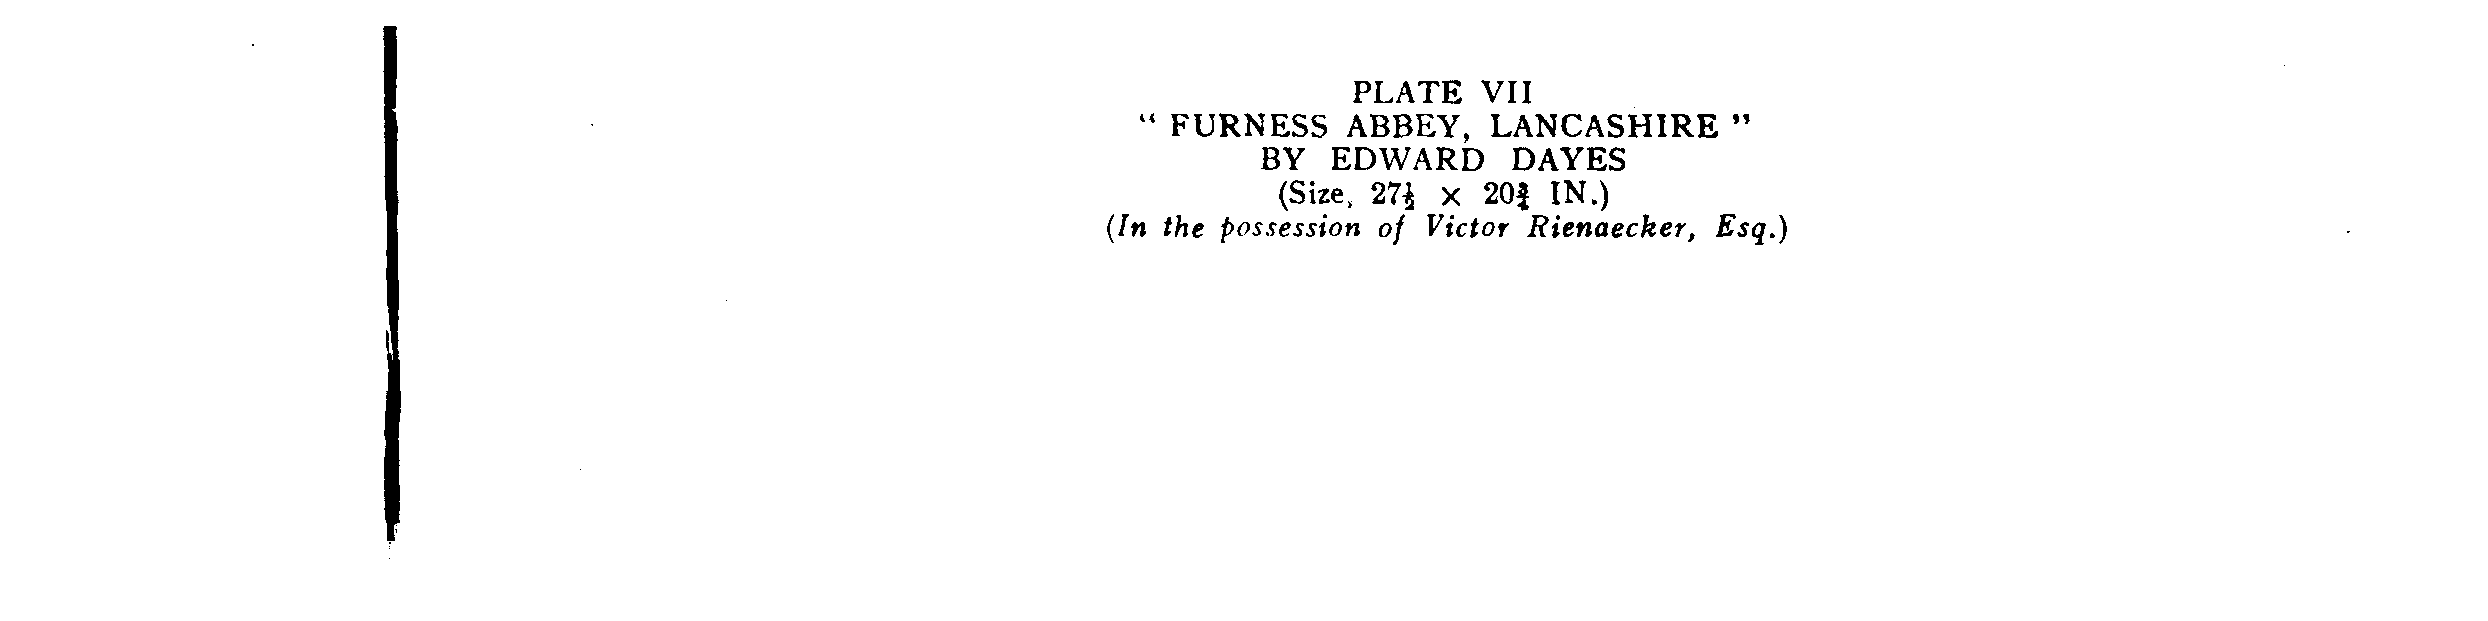 PLATE VII
“ FURNESS ABBEY, LANCASHIRE ”
BY EDWARD DAYES
(Size, 27½ × 20¾ IN.)
(In the possession of Victor Rienaecker, Esq.)